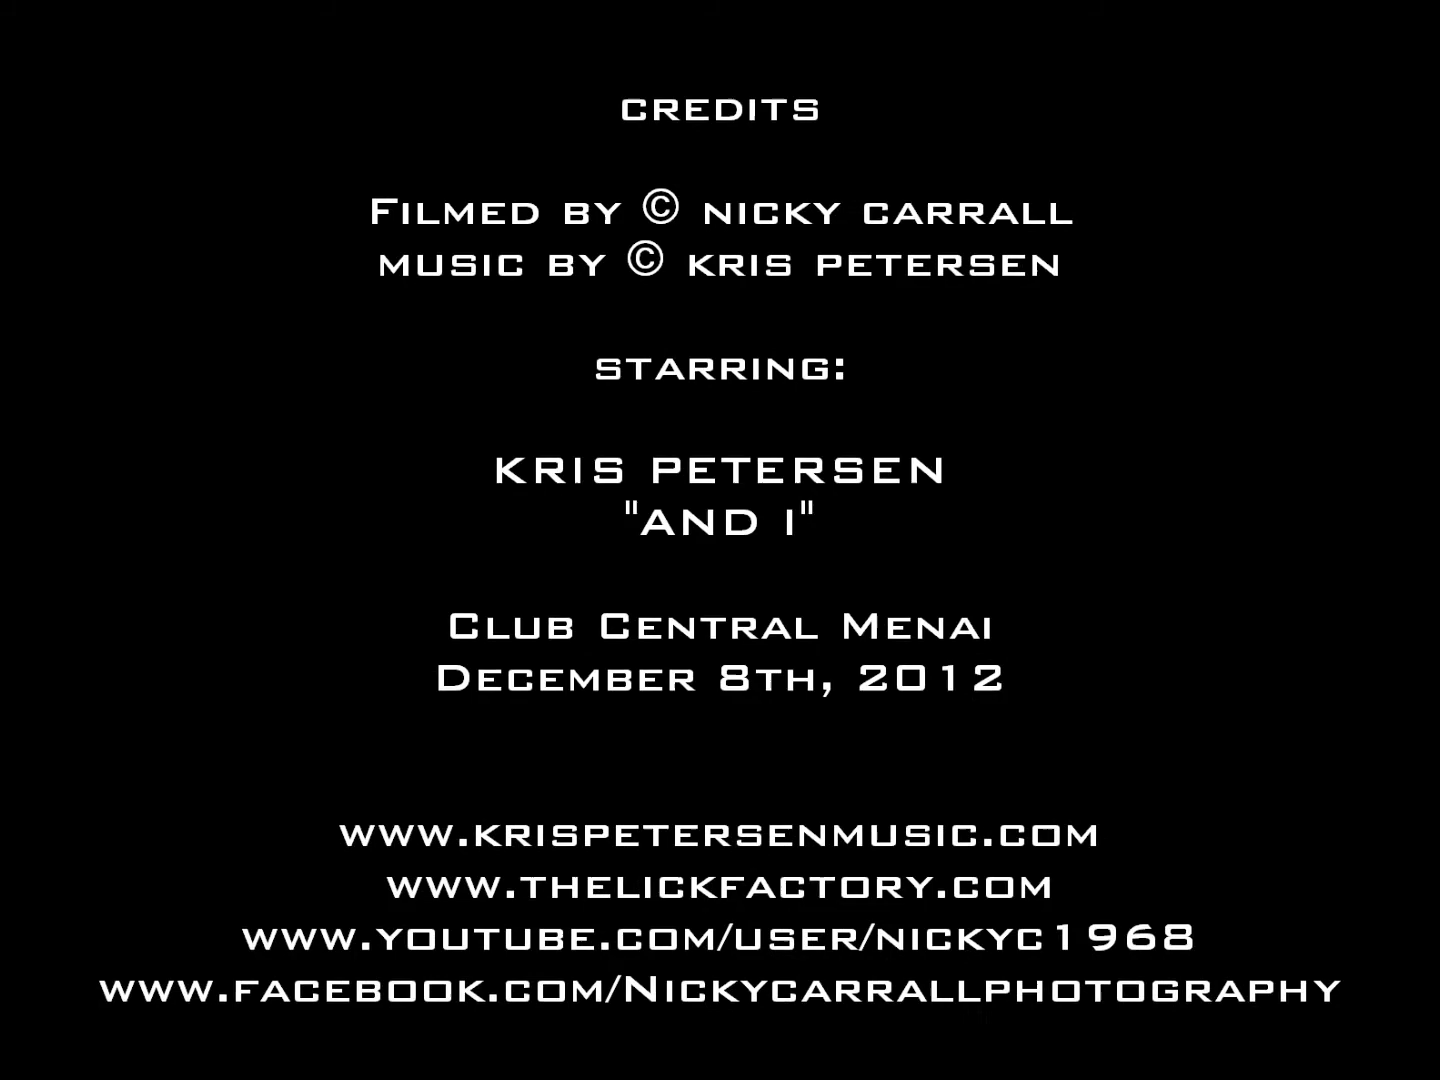 CREDITS
FILMED BY © NICKY CARRALL
MUSIC BY © KRIS PETERSEN
STARRING:
KRIS PETERSEN
"AND I"
CLUB CENTRAL MENAI
DECEMBER 8TH, 2012
WWW.KRISPETERSENMUSIC.COM
WWW.THELICKFACTORY.COM
WWW.YOUTUBE.COM/USER/NICKYC1968
WWW.FACEBOOK.COM/NICKYCARRALLPHOTOGRAPHY